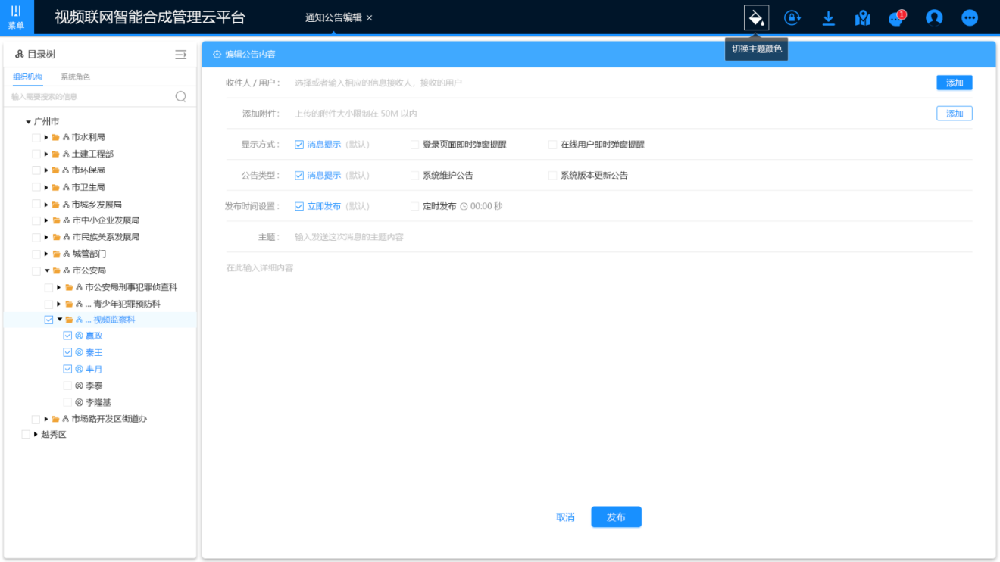 菜单
视频联网智能合成管理云平台
通知公告编辑 ×
1
切换主题颜色
目录树
组织机构 系统角色
输入需要搜索的信息
广州市
市水利局
土建工程部
市环保局
市卫生局
市城乡发展局
市中小企业发展局
市民族关系发展局
城管部门
市公安局
市公安局刑事犯罪侦查科
... 青少年犯罪预防科
... 视频监察科
嬴政
秦王
芈月
李泰
李隆基
市场路开发区街道办
越秀区
编辑公告内容
收件人 / 用户： 选择或者输入相应的信息接收人，接收的用户 添加
添加附件： 上传的附件大小限制在 50M 以内 添加
显示方式： 消息提示（默认） 登录页面即时弹窗提醒 在线用户即时弹窗提醒
公告类型： 消息提示（默认） 系统维护公告 系统版本更新公告
发布时间设置： 立即发布（默认） 定时发布 00:00 秒
主题： 输入发送这次消息的主题内容
在此输入详细内容
取消 发布